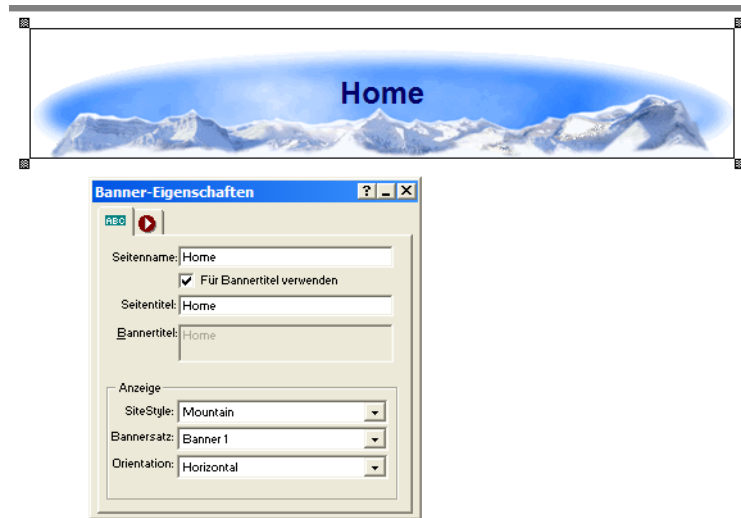 Home
Banner-Eigenschaften
ABC
Seitenname: Home
Für Bannertitel verwenden
Seitentitel: Home
Bannertitel: Home
Anzeige
SiteStyle: Mountain
Bannersatz: Banner 1
Orientation: Horizontal